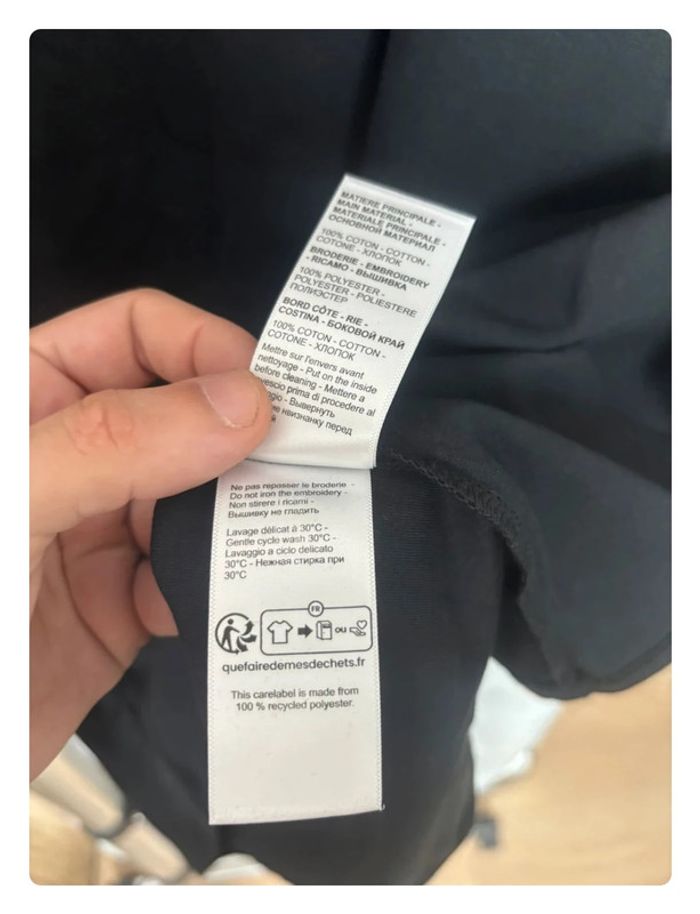 MATIERE PRINCIPALE -
MAIN MATERIAL -
MATERIALE PRINCIPALE -
ОСНОВНОЙ МАТЕРИАЛ
100% COTON - COTTON -
COTONE - ХЛОПОК
BRODERIE - EMBROIDERY
- RICAMO - ВЫШИВКА
100% POLYESTER -
POLYESTER - POLIESTERE
ПОЛИЭСТЕР
BORD CÔTE - RIE -
COSTINA - БОКОВОЙ КРАЙ
100% COTON - COTTON -
COTONE - ХЛОПОК
Mettre sur l'envers avant
nettoyage - Put on the inside
before cleaning - Mettere a
prima di procedere al
- Вывернуть
неизнанку перед
Ne pas repasser le broderie -
Do not iron the embroidery -
Non stirere i ricami -
Вышивку не гладить
Lavage délicat à 30°C -
Gentle cycle wash 30°C -
Lavaggio a ciclo delicato
30°C - Нежная стирка при
30°C
FR
ou
quefairedemesdechets.fr
This carelabel is made from
100 % recycled polyester.